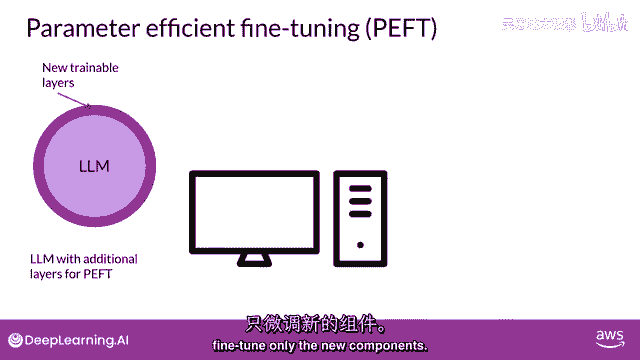 Parameter efficient fine-tuning (PEFT)
New trainable
layers
LLM
LLM with additional
layers for PEFT
只微调新的组件。
fine-tune only the new components.
DeepLearning.AI
aws